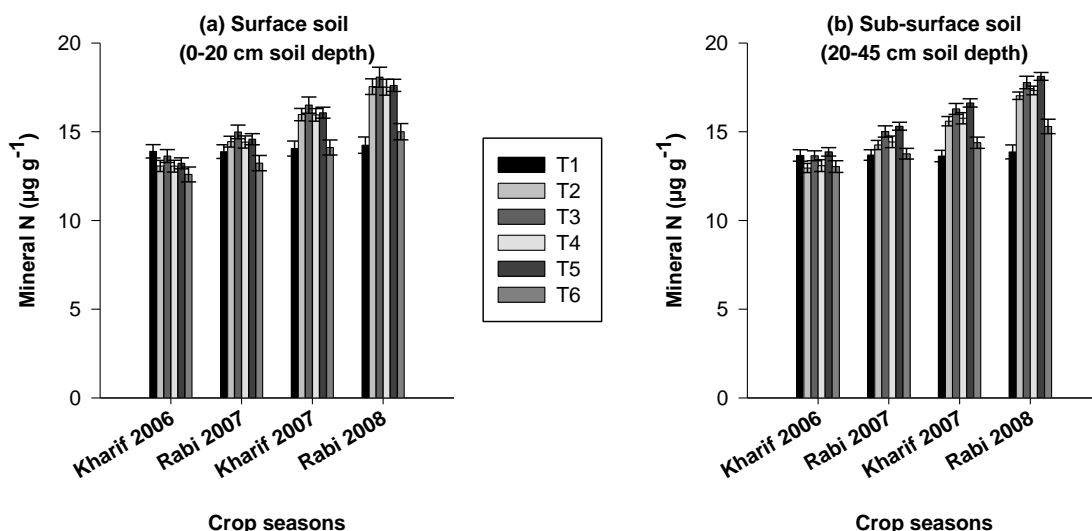 (a) Surface soil
(0-20 cm soil depth)
Mineral N (µg g-1)
20
15
10
5
0
Kharif 2006
Rabi 2007
Kharif 2007
Rabi 2008
Crop seasons
T1
T2
T3
T4
T5
T6
(b) Sub-surface soil
(20-45 cm soil depth)
Mineral N (µg g-1)
20
15
10
5
0
Kharif 2006
Rabi 2007
Kharif 2007
Rabi 2008
Crop seasons